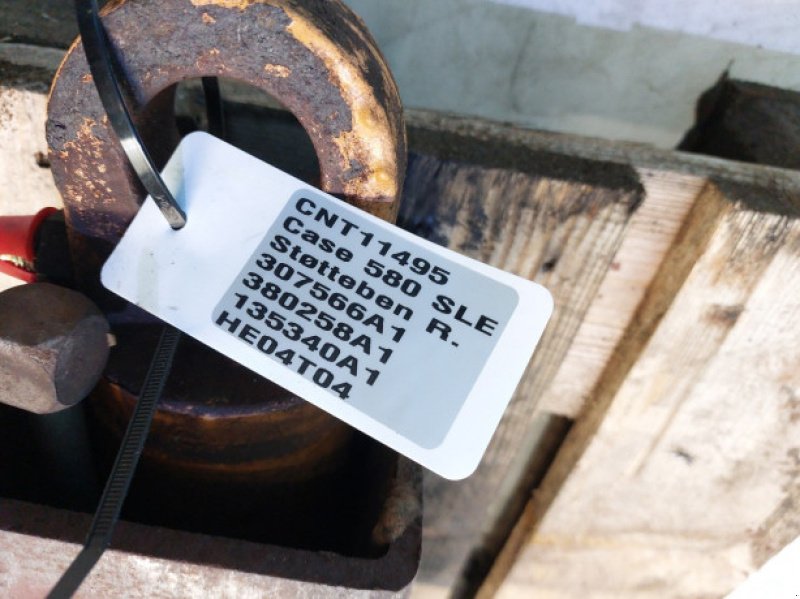 CNT11495
Case 580 SLE
Støtteben R.
307566A1
380258A1
135340A1
HE04T04